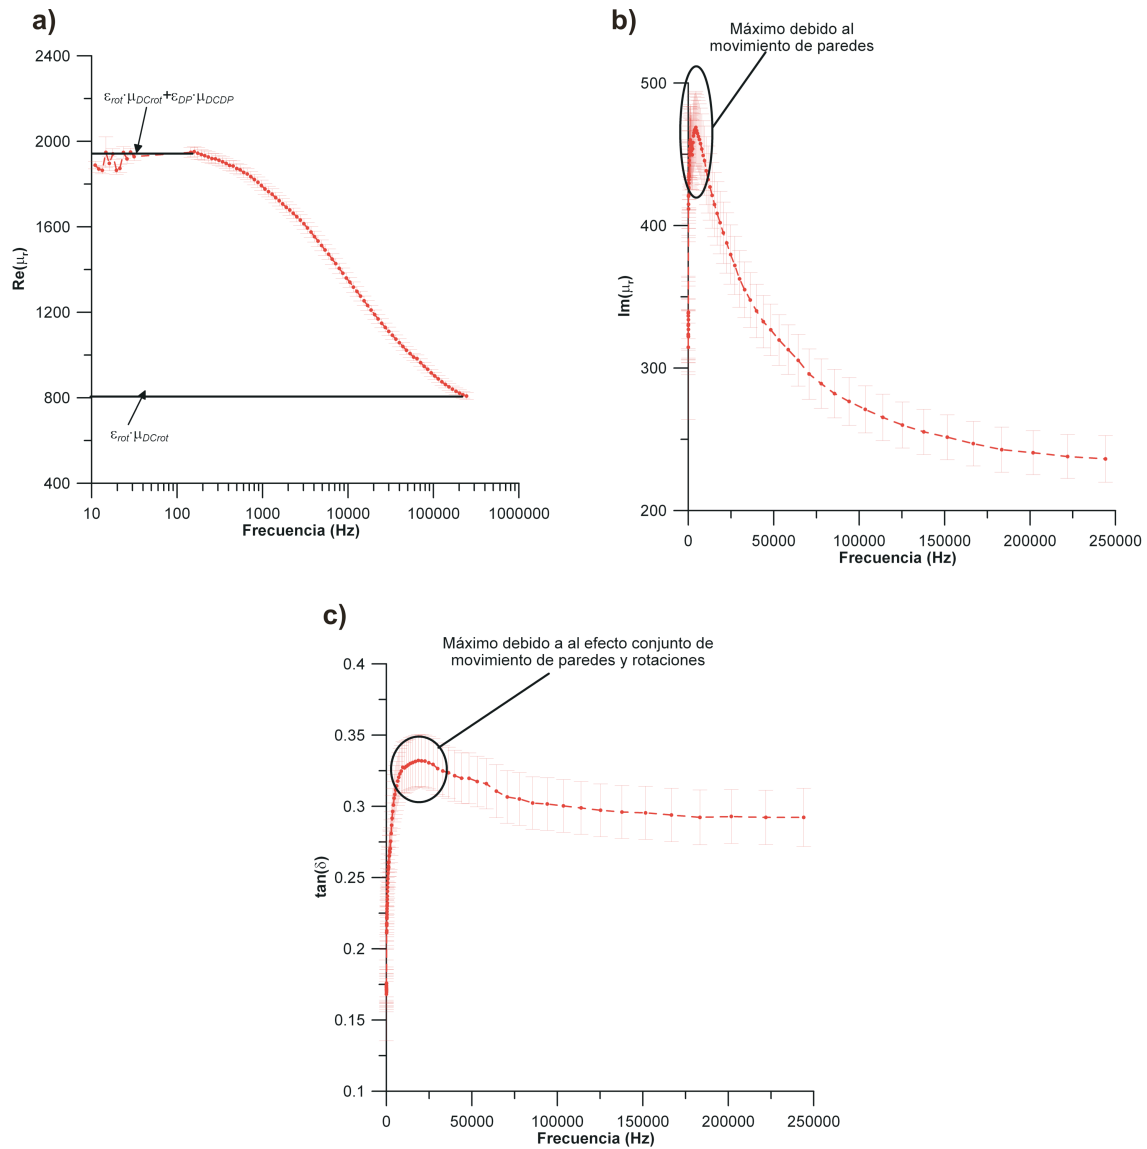 a)
2400
2000
1600
1200
800
400
Re(μr)
εrot·μDCrot+εDP·μDCDP
εrot·μDCrot
10
100
1000
10000
100000
1000000
Frecuencia (Hz)
b)
Máximo debido al
movimiento de paredes
500
400
300
200
Im(μr)
0
50000
100000
150000
200000
250000
Frecuencia (Hz)
c)
Máximo debido a al efecto conjunto de
movimiento de paredes y rotaciones
0.4
0.35
0.3
0.25
0.2
0.15
0.1
tan(δ)
0
50000
100000
150000
200000
250000
Frecuencia (Hz)